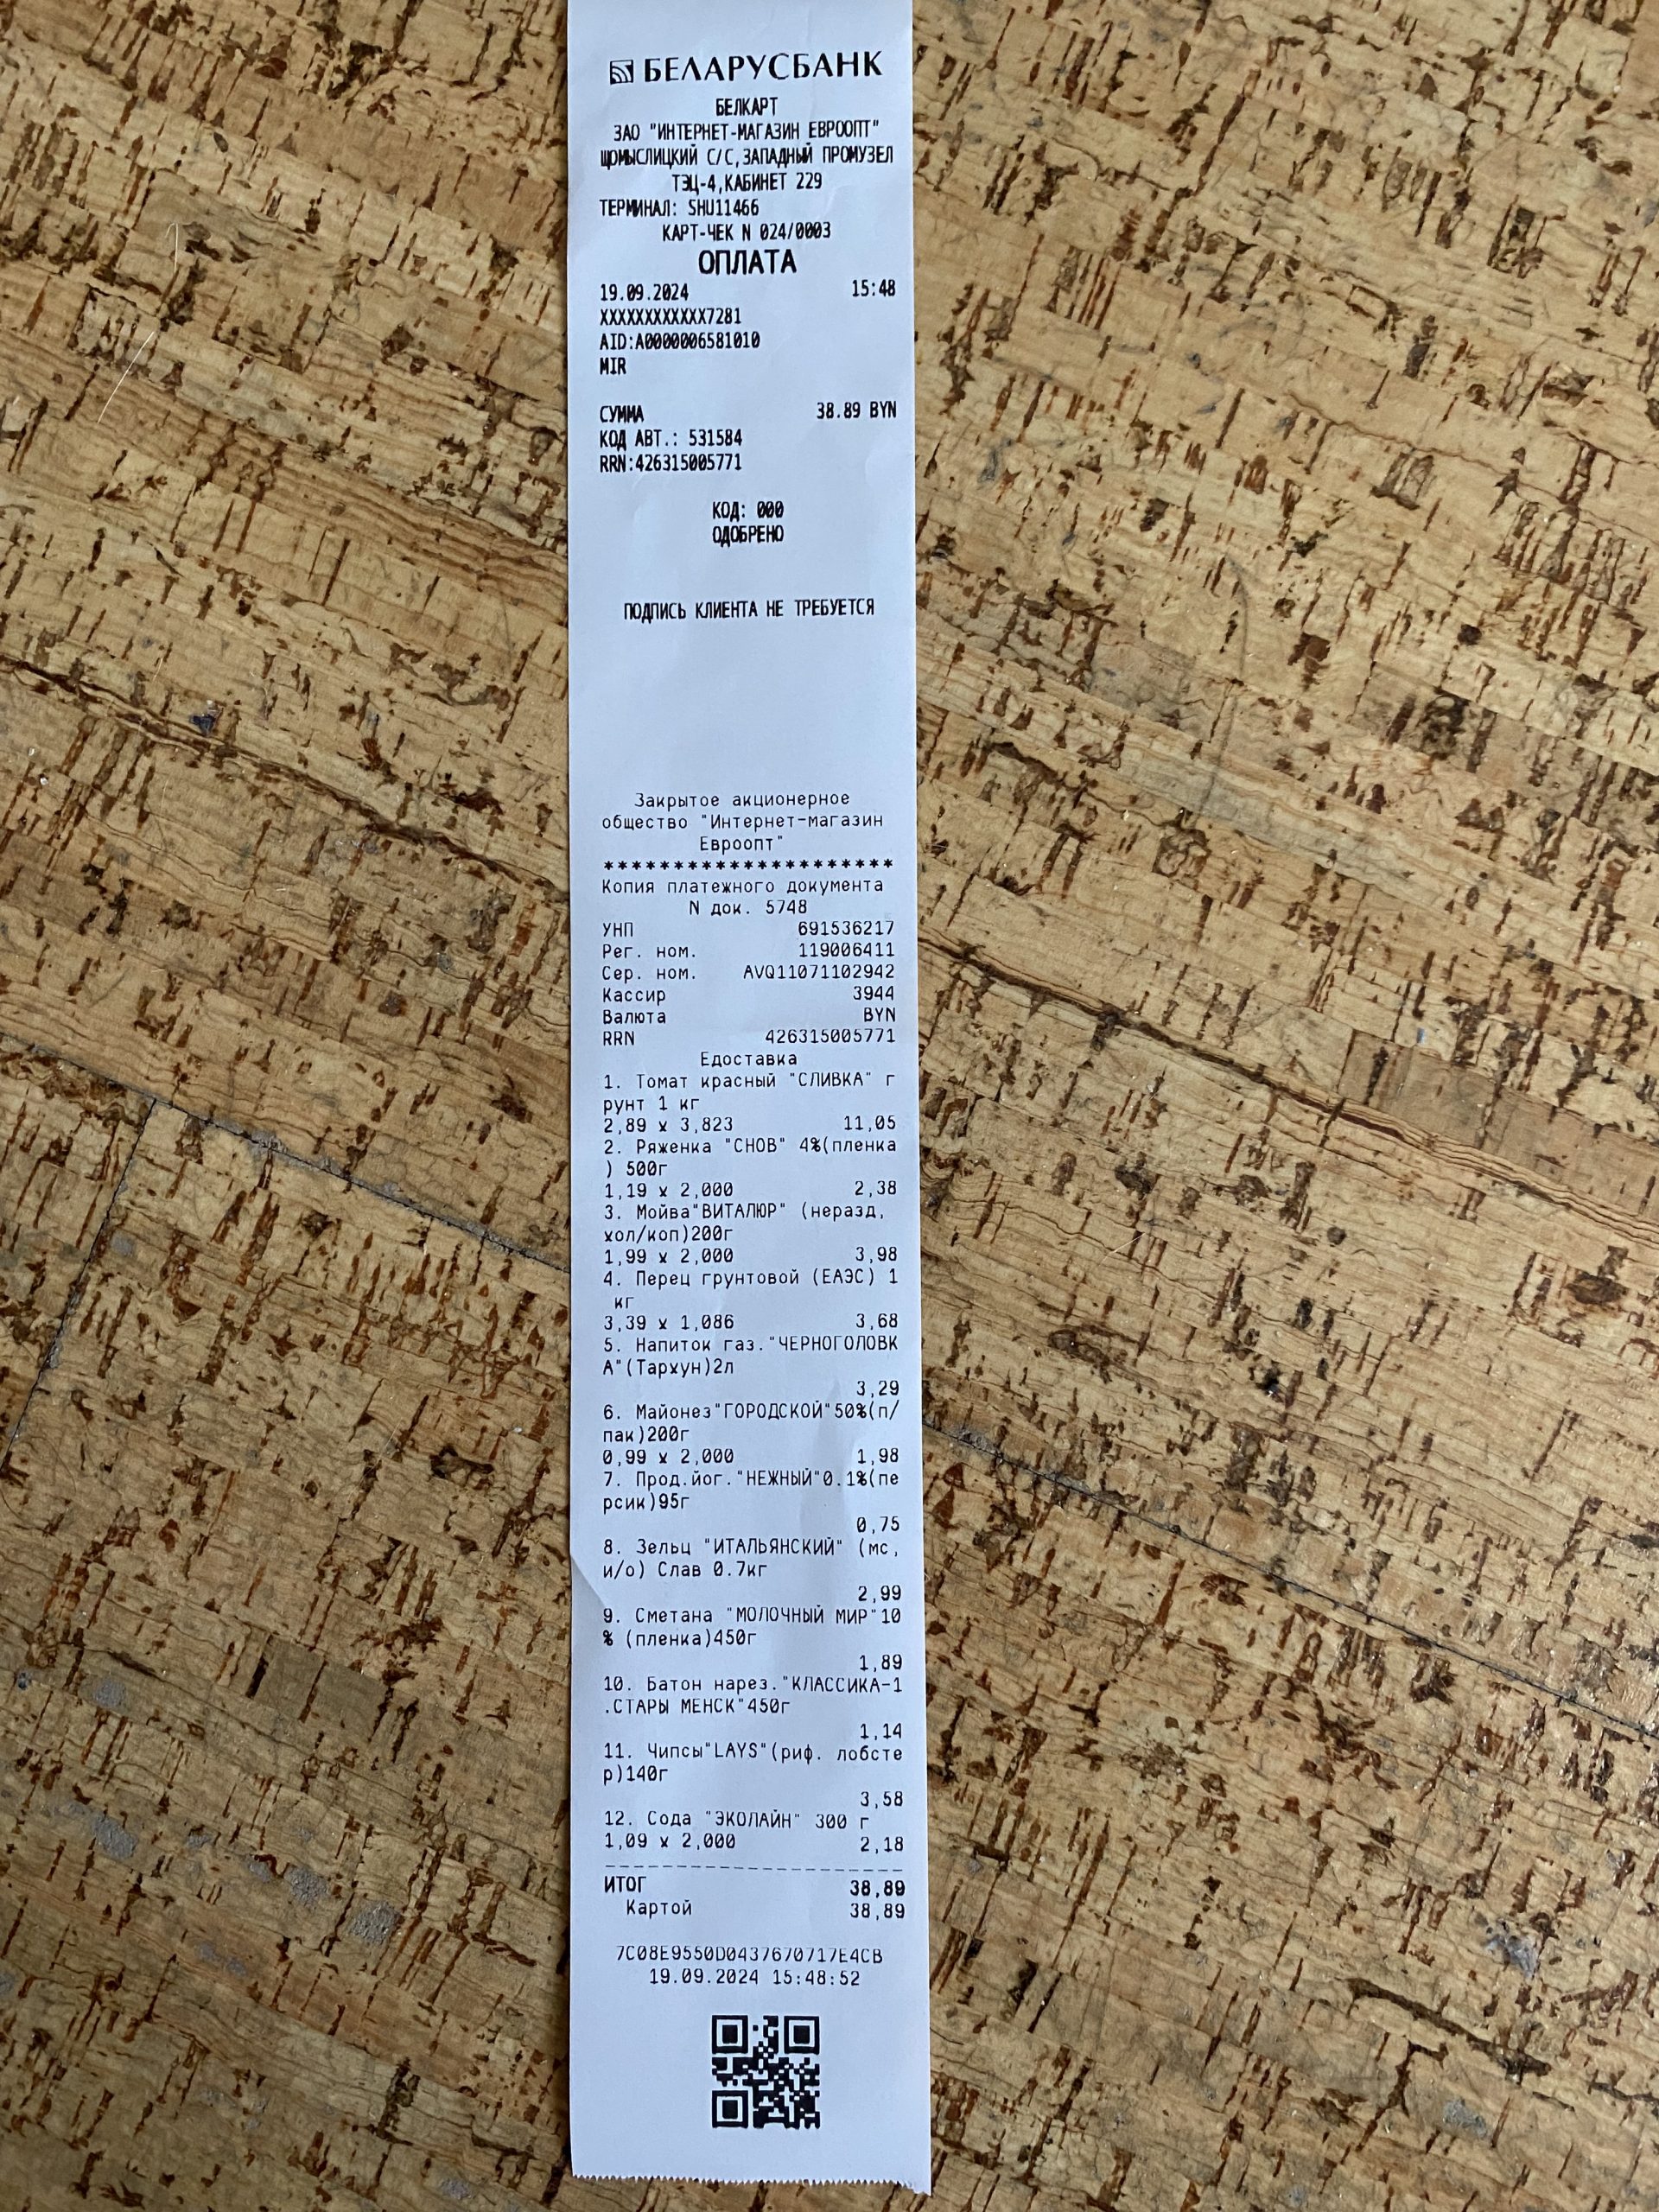 БЕЛАРУСБАНК
БЕЛКАРТ
ЗАО "ИНТЕРНЕТ-МАГАЗИН ЕВРООПТ"
ЩОМЫСЛИЦКИЙ С/С,ЗАПАДНЫЙ ПРОМУЗЕЛ
ТЭЦ-4,КАБИНЕТ 229
ТЕРМИНАЛ: SHU11466
КАРТ-ЧЕК N 024/0003
ОПЛАТА
19.09.2024 15:48
XXXXXXXXXXXX7281
AID:A0000006581010
MIR
СУММА 38.89 BYN
КОД АВТ.: 531584
RRN:426315005771
КОД: 000
ОДОБРЕНО
ПОДПИСЬ КЛИЕНТА НЕ ТРЕБУЕТСЯ
Закрытое акционерное
общество "Интернет-магазин
Евроопт"
*********************
Копия платежного документа
N док. 5748
УНП 691536217
Рег. ном. 119006411
Сер. ном. AVQ11071102942
Кассир 3944
Валюта BYN
RRN 426315005771
Едоставка
1. Томат красный "СЛИВКА" г
рунт 1 кг
2,89 x 3,823 11,05
2. Ряженка "СНОВ" 4%(пленка
) 500г
1,19 x 2,000 2,38
3. Мойва"ВИТАЛЮР" (неразд,
хол/коп)200г
1,99 x 2,000 3,98
4. Перец грунтовой (ЕАЭС) 1
кг
3,39 x 1,086 3,68
5. Напиток газ."ЧЕРНОГОЛОВК
А"(Тархун)2л
3,29
6. Майонез"ГОРОДСКОЙ"50%(п/
пак)200г
0,99 x 2,000 1,98
7. Прод.йог."НЕЖНЫЙ"0.1%(пе
рсик)95г
0,75
8. Зельц "ИТАЛЬЯНСКИЙ" (мс,
и/о) Слав 0.7кг
2,99
9. Сметана "МОЛОЧНЫЙ МИР"10
% (пленка)450г
1,89
10. Батон нарез."КЛАССИКА-1
.СТАРЫ МЕНСК"450г
1,14
11. Чипсы"LAYS"(риф. лобсте
р)140г
3,58
12. Сода "ЭКОЛАЙН" 300 г
1,09 x 2,000 2,18
ИТОГ 38,89
Картой 38,89
7C08E9550D0437670717E4CB
19.09.2024 15:48:52